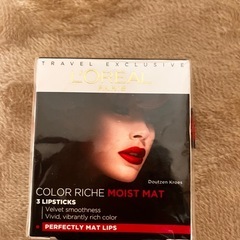 TRAVEL EXCLUSIVE
L'ORÉAL
PARIS
Doutzen Kroes
COLOR RICHE MOIST MAT
3 LIPSTICKS
Velvet smoothness
Vivid, vibrantly rich color
PERFECTLY MAT LIPS